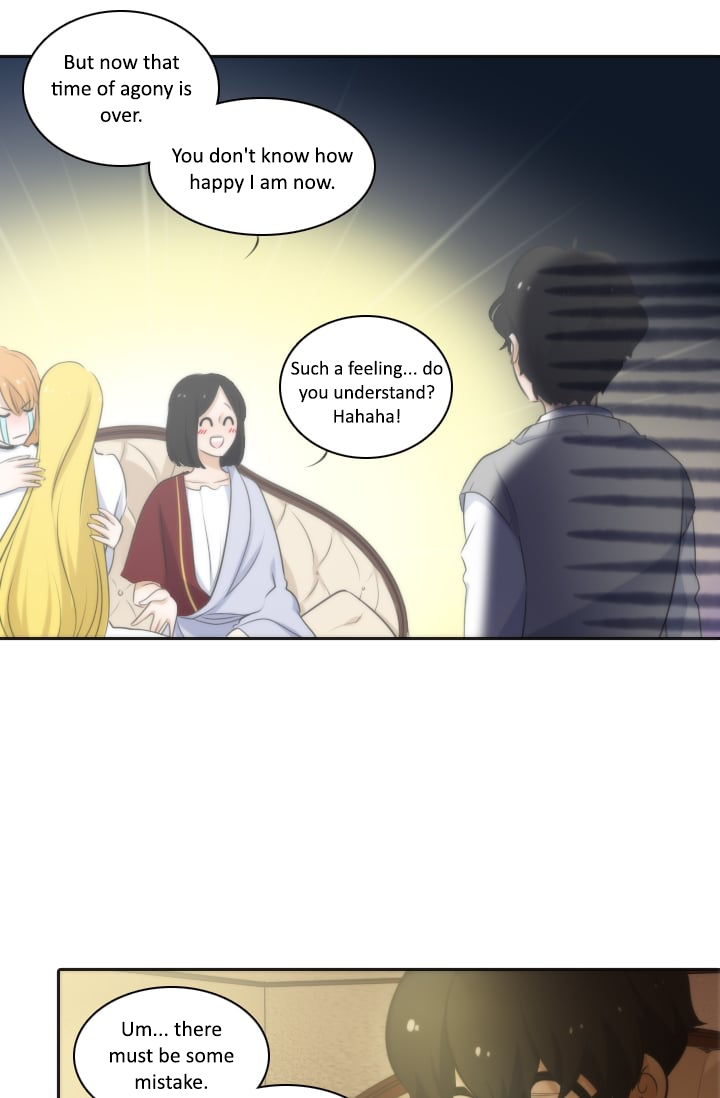 But now that
time of agony is
over.
You don't know how
happy I am now.
Such a feeling... do
you understand?
Hahaha!
Um... there
must be some
mistake.